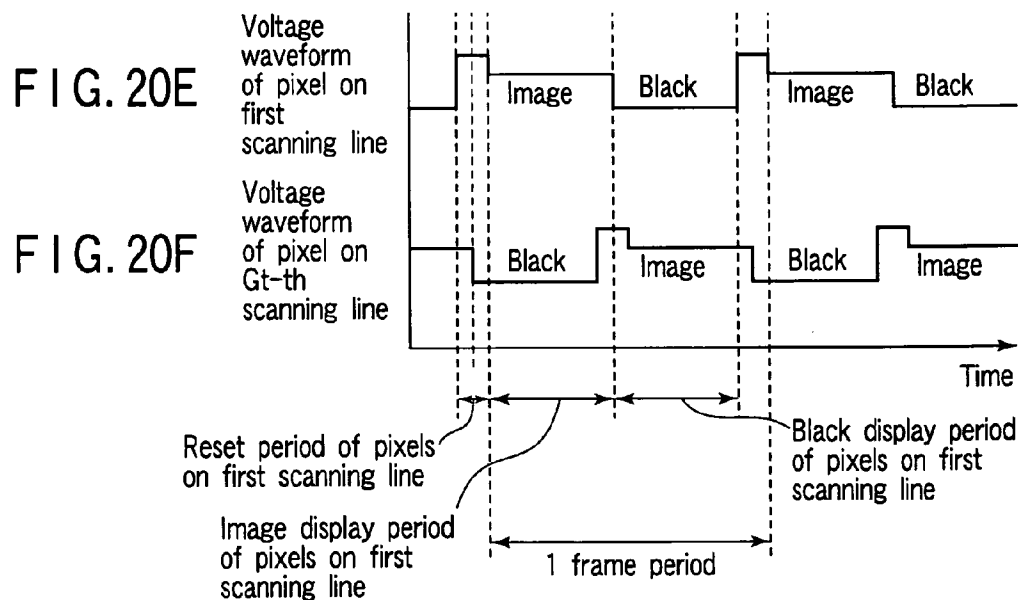 FIG. 20E
Voltage
waveform
of pixel on
first
scanning line
Image
Black
Image
Black
FIG. 20F
Voltage
waveform
of pixel on
Gt-th
scanning line
Black
Image
Black
Image
Time
Reset period of pixels
on first scanning line
Black display period
of pixels on first
scanning line
Image display period
of pixels on first
scanning line
1 frame period